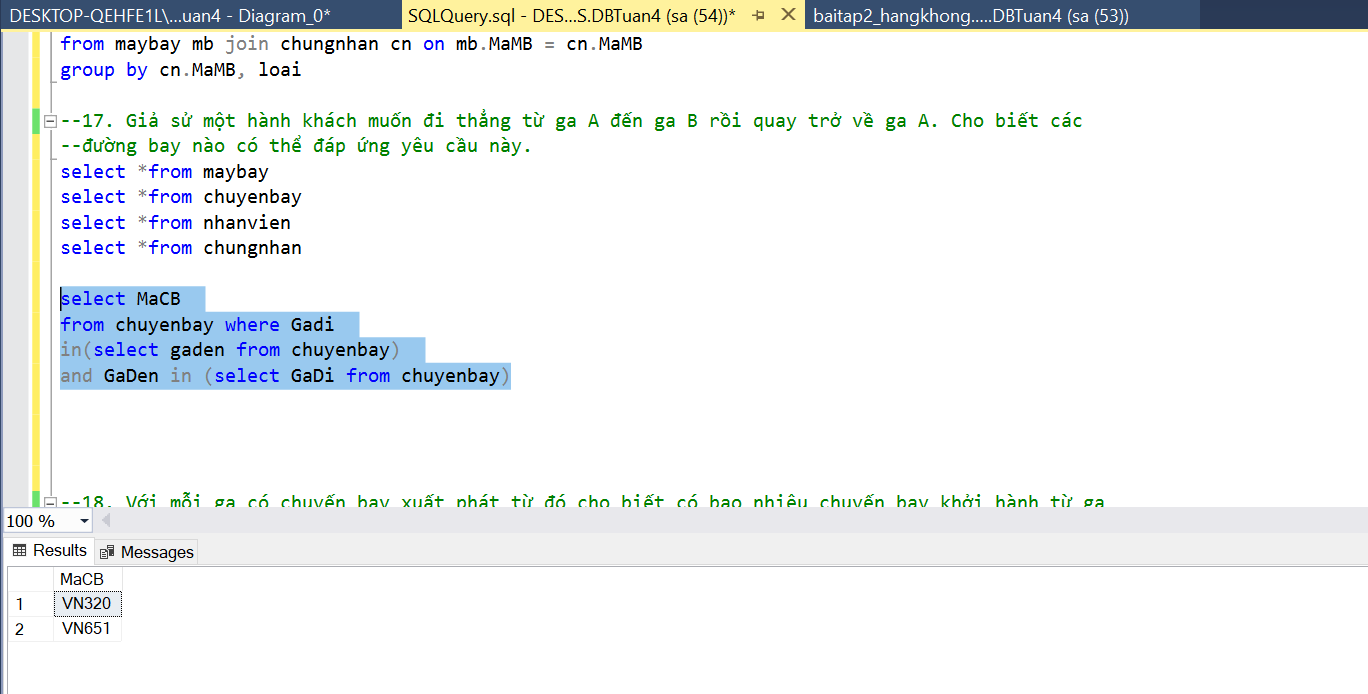 DESKTOP-QEHFE1L\...uan4 - Diagram_0*
SQLQuery.sql - DES...S.DBTuan4 (sa (54))*
baitap2_hangkhong.....DBTuan4 (sa (53))
from maybay mb join chungnhan cn on mb.MaMB = cn.MaMB
group by cn.MaMB, loai
--17. Giả sử một hành khách muốn đi thẳng từ ga A đến ga B rồi quay trở về ga A. Cho biết các
--đường bay nào có thể đáp ứng yêu cầu này.
select *from maybay
select *from chuyenbay
select *from nhanvien
select *from chungnhan
select MaCB
from chuyenbay where Gadi
in(select gaden from chuyenbay)
and GaDen in (select GaDi from chuyenbay)
--18. Với mỗi ga có chuyến bay xuất phát từ đó cho biết có bao nhiêu chuyến bay khởi hành từ ga
100 %
Results
Messages
MaCB
1 VN320
2 VN651